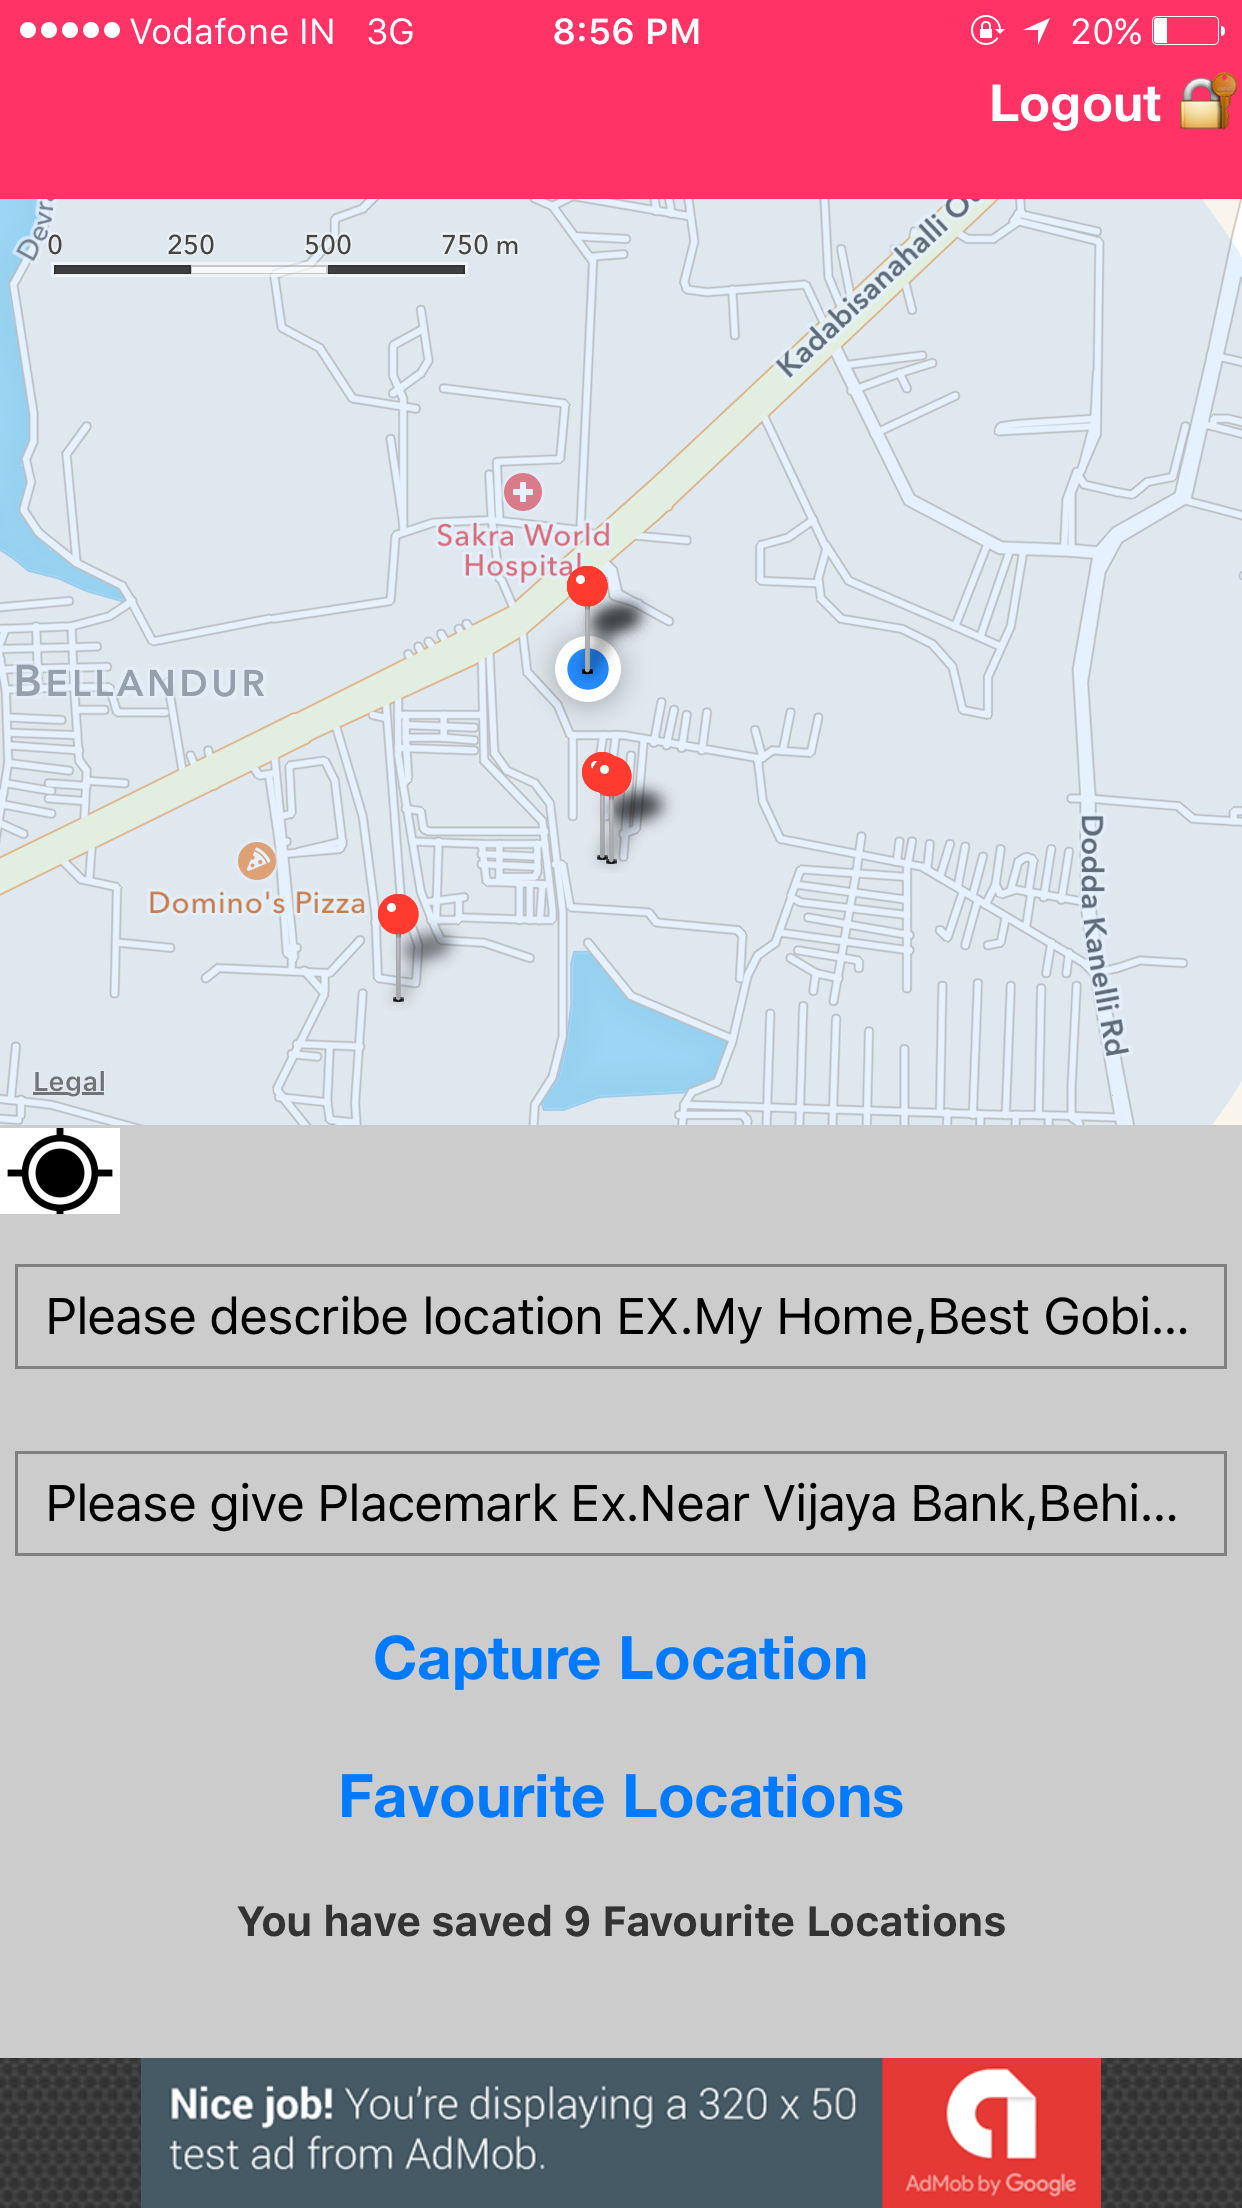 Vodafone IN 3G 8:56 PM 20%
Logout
0 250 500 750 m
Kadabisanahalli
Sakra World
Hospital
BELLANDUR
Domino's Pizza
Dodda Kanelli Rd
Legal
Please describe location EX.My Home,Best Gobi...
Please give Placemark Ex.Near Vijaya Bank,Behi...
Capture Location
Favourite Locations
You have saved 9 Favourite Locations
Nice job! You're displaying a 320 x 50
test ad from AdMob.
AdMob by Google